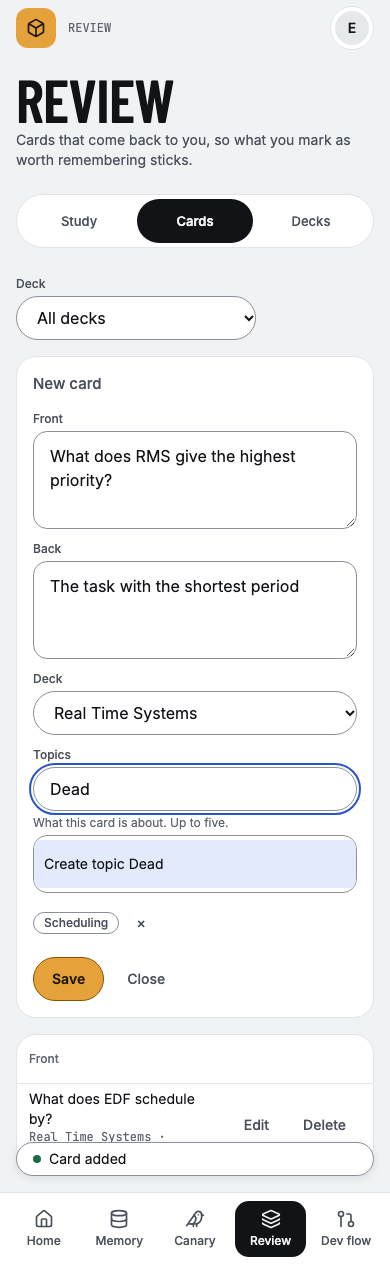 REVIEW
E
REVIEW
Cards that come back to you, so what you mark as
worth remembering sticks.
Study
Cards
Decks
Deck
All decks
New card
Front
What does RMS give the highest
priority?
Back
The task with the shortest period
Deck
Real Time Systems
Topics
Dead
What this card is about. Up to five.
Create topic Dead
Scheduling ×
Save
Close
Front
What does EDF schedule
by?
Real Time Systems ·
Edit
Delete
Card added
Home
Memory
Canary
Review
Dev flow